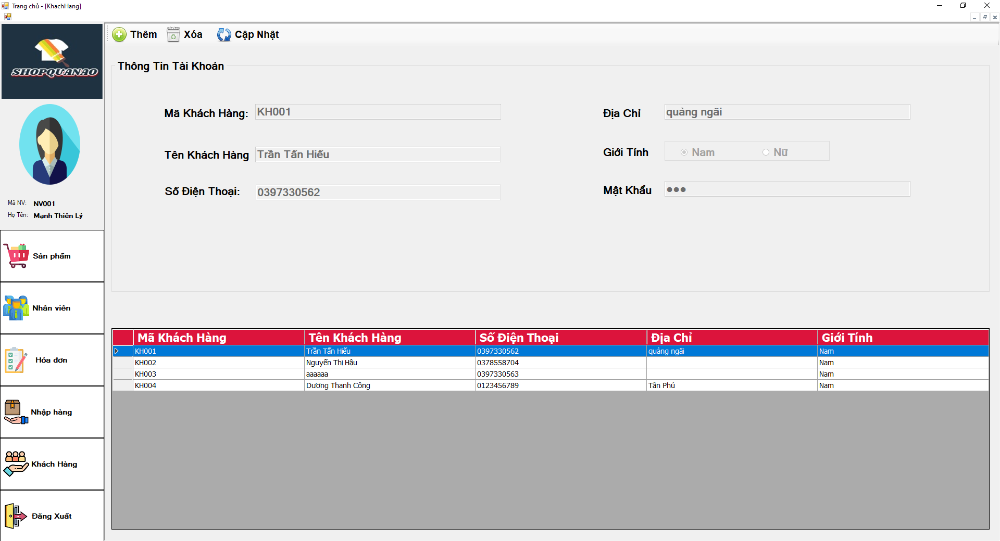 Trang chủ - [KhachHang]
SHOPQUANAO
Mã NV: NV001
Họ Tên: Mạnh Thiên Lý
Sản phẩm
Nhân viên
Hóa đơn
Nhập hàng
Khách Hàng
Đăng Xuất
Thêm Xóa Cập Nhật
Thông Tin Tài Khoản
Mã Khách Hàng: KH001
Địa Chỉ quảng ngãi
Tên Khách Hàng Trần Tấn Hiếu
Giới Tính Nam Nữ
Số Điện Thoại: 0397330562
Mật Khẩu ●●●
Mã Khách Hàng Tên Khách Hàng Số Điện Thoại Địa Chỉ Giới Tính
KH001 Trần Tấn Hiếu 0397330562 quảng ngãi Nam
KH002 Nguyến Thị Hậu 0378558704 Nam
KH003 aaaaaa 0397330563 Nam
KH004 Dương Thanh Công 0123456789 Tân Phú Nam